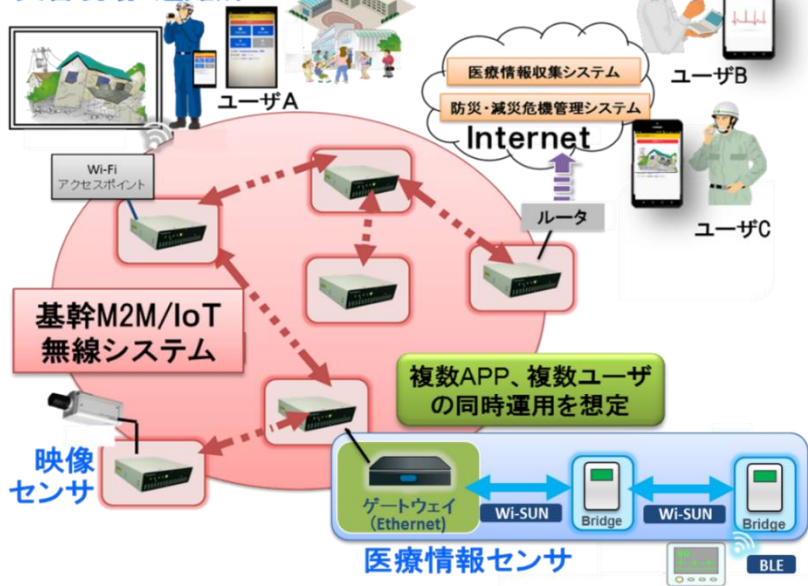 ユーザA
医療情報収集システム
防災・減災危機管理システム
Internet
ユーザB
ユーザC
Wi-Fi
アクセスポイント
ルータ
基幹M2M/IoT
無線システム
複数APP、複数ユーザ
の同時運用を想定
映像
センサ
ゲートウェイ
(Ethernet)
Wi-SUN
Bridge
Wi-SUN
Bridge
医療情報センサ
BLE